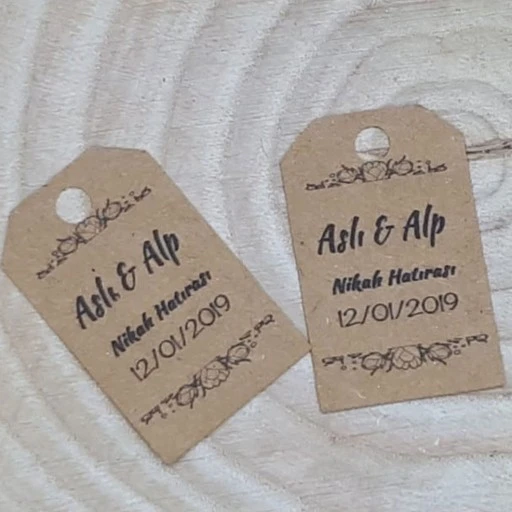 Aslı & Alp
Nikah Hatırası
12/01/2019
Aslı & Alp
Nikah Hatırası
12/01/2019